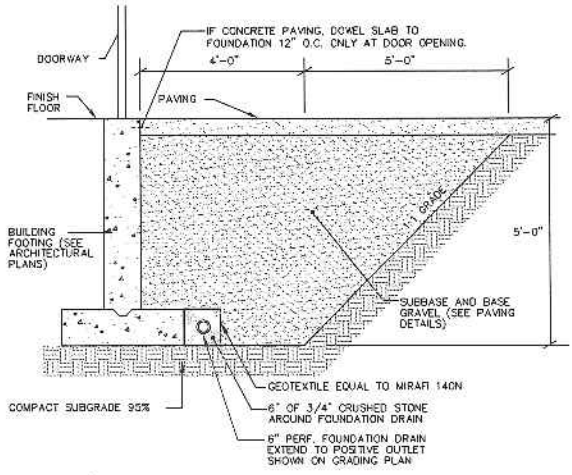 IF CONCRETE PAVING, DOWEL SLAB TO
FOUNDATION 12" O.C. ONLY AT DOOR OPENING.
DOORWAY
4'-0"
5'-0"
FINISH
FLOOR
PAVING
1 GRADE
BUILDING
FOOTING (SEE
ARCHITECTURAL
PLANS)
5'-0"
SUBBASE AND BASE
GRAVEL (SEE PAVING
DETAILS)
GEOTEXTILE EQUAL TO MIRAFI 140N
COMPACT SUBGRADE 95%
6" OF 3/4" CRUSHED STONE
AROUND FOUNDATION DRAIN
6" PERF. FOUNDATION DRAIN
EXTEND TO POSITIVE OUTLET
SHOWN ON GRADING PLAN